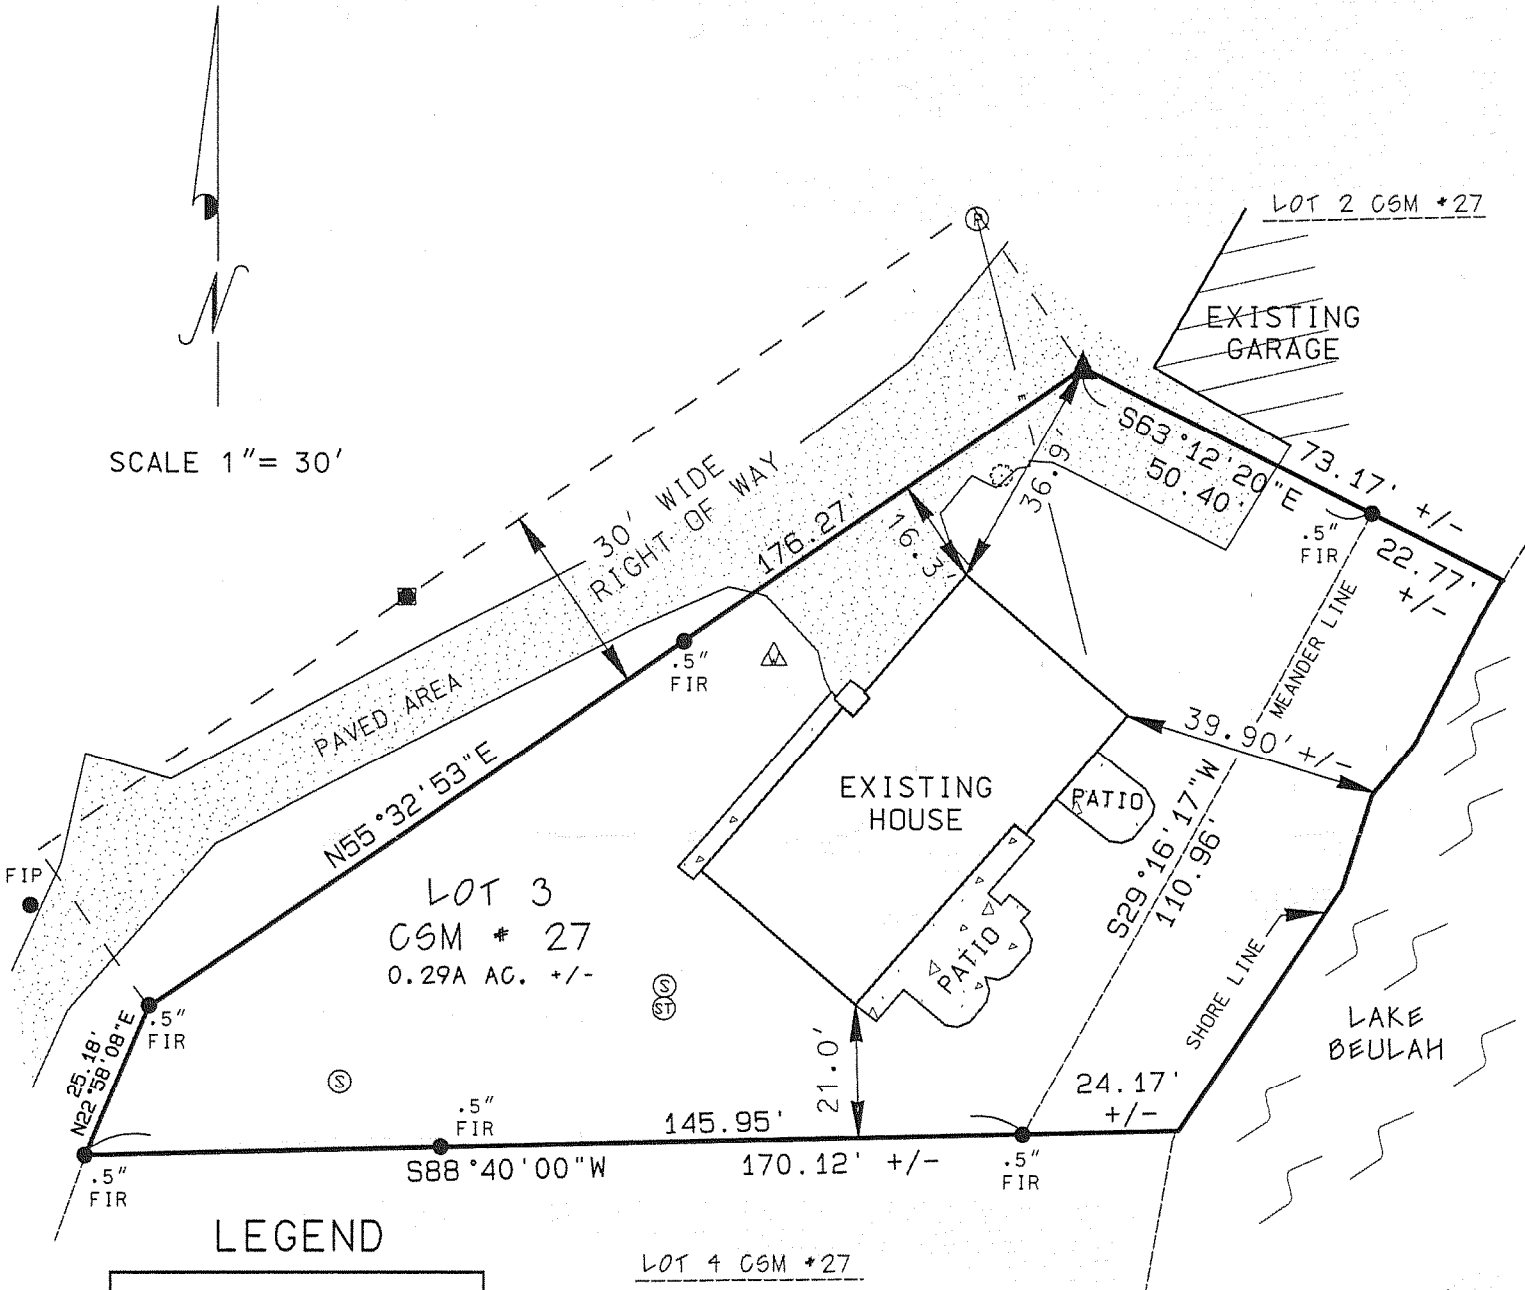 LOT 2 CSM #27
EXISTING
GARAGE
SCALE 1"= 30'
N
P
S63°12'20"E
50.40'
73.17' +/-
.5"
FIR
22.77'
+/-
36.9'
16.3'
30' WIDE
RIGHT OF WAY
176.27'
.5"
FIR
W
MEANDER LINE
PAVED AREA
N55°32'53"E
39.90' +/-
EXISTING
HOUSE
PATIO
S29°16'17"W
110.96'
FIP
LOT 3
CSM # 27
0.29A AC. +/-
PATIO
S
ST
SHORE LINE
LAKE
BEULAH
.5"
FIR
25.18'
N22°58'08"E
S
21.0'
24.17'
+/-
.5"
FIR
145.95'
.5"
FIR
S88°40'00"W
170.12' +/-
.5"
FIR
LEGEND
LOT 4 CSM #27